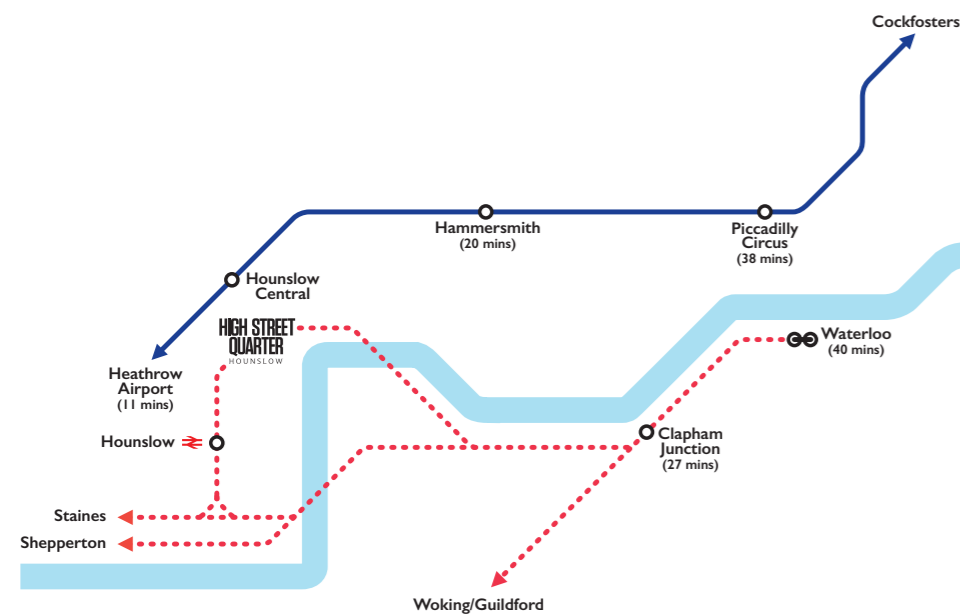 Cockfosters
Hammersmith
(20 mins)
Piccadilly
Circus
(38 mins)
Hounslow
Central
HIGH STREET
QUARTER
HOUNSLOW
Waterloo
(40 mins)
Heathrow
Airport
(11 mins)
Hounslow
Clapham
Junction
(27 mins)
Staines
Shepperton
Woking/Guildford